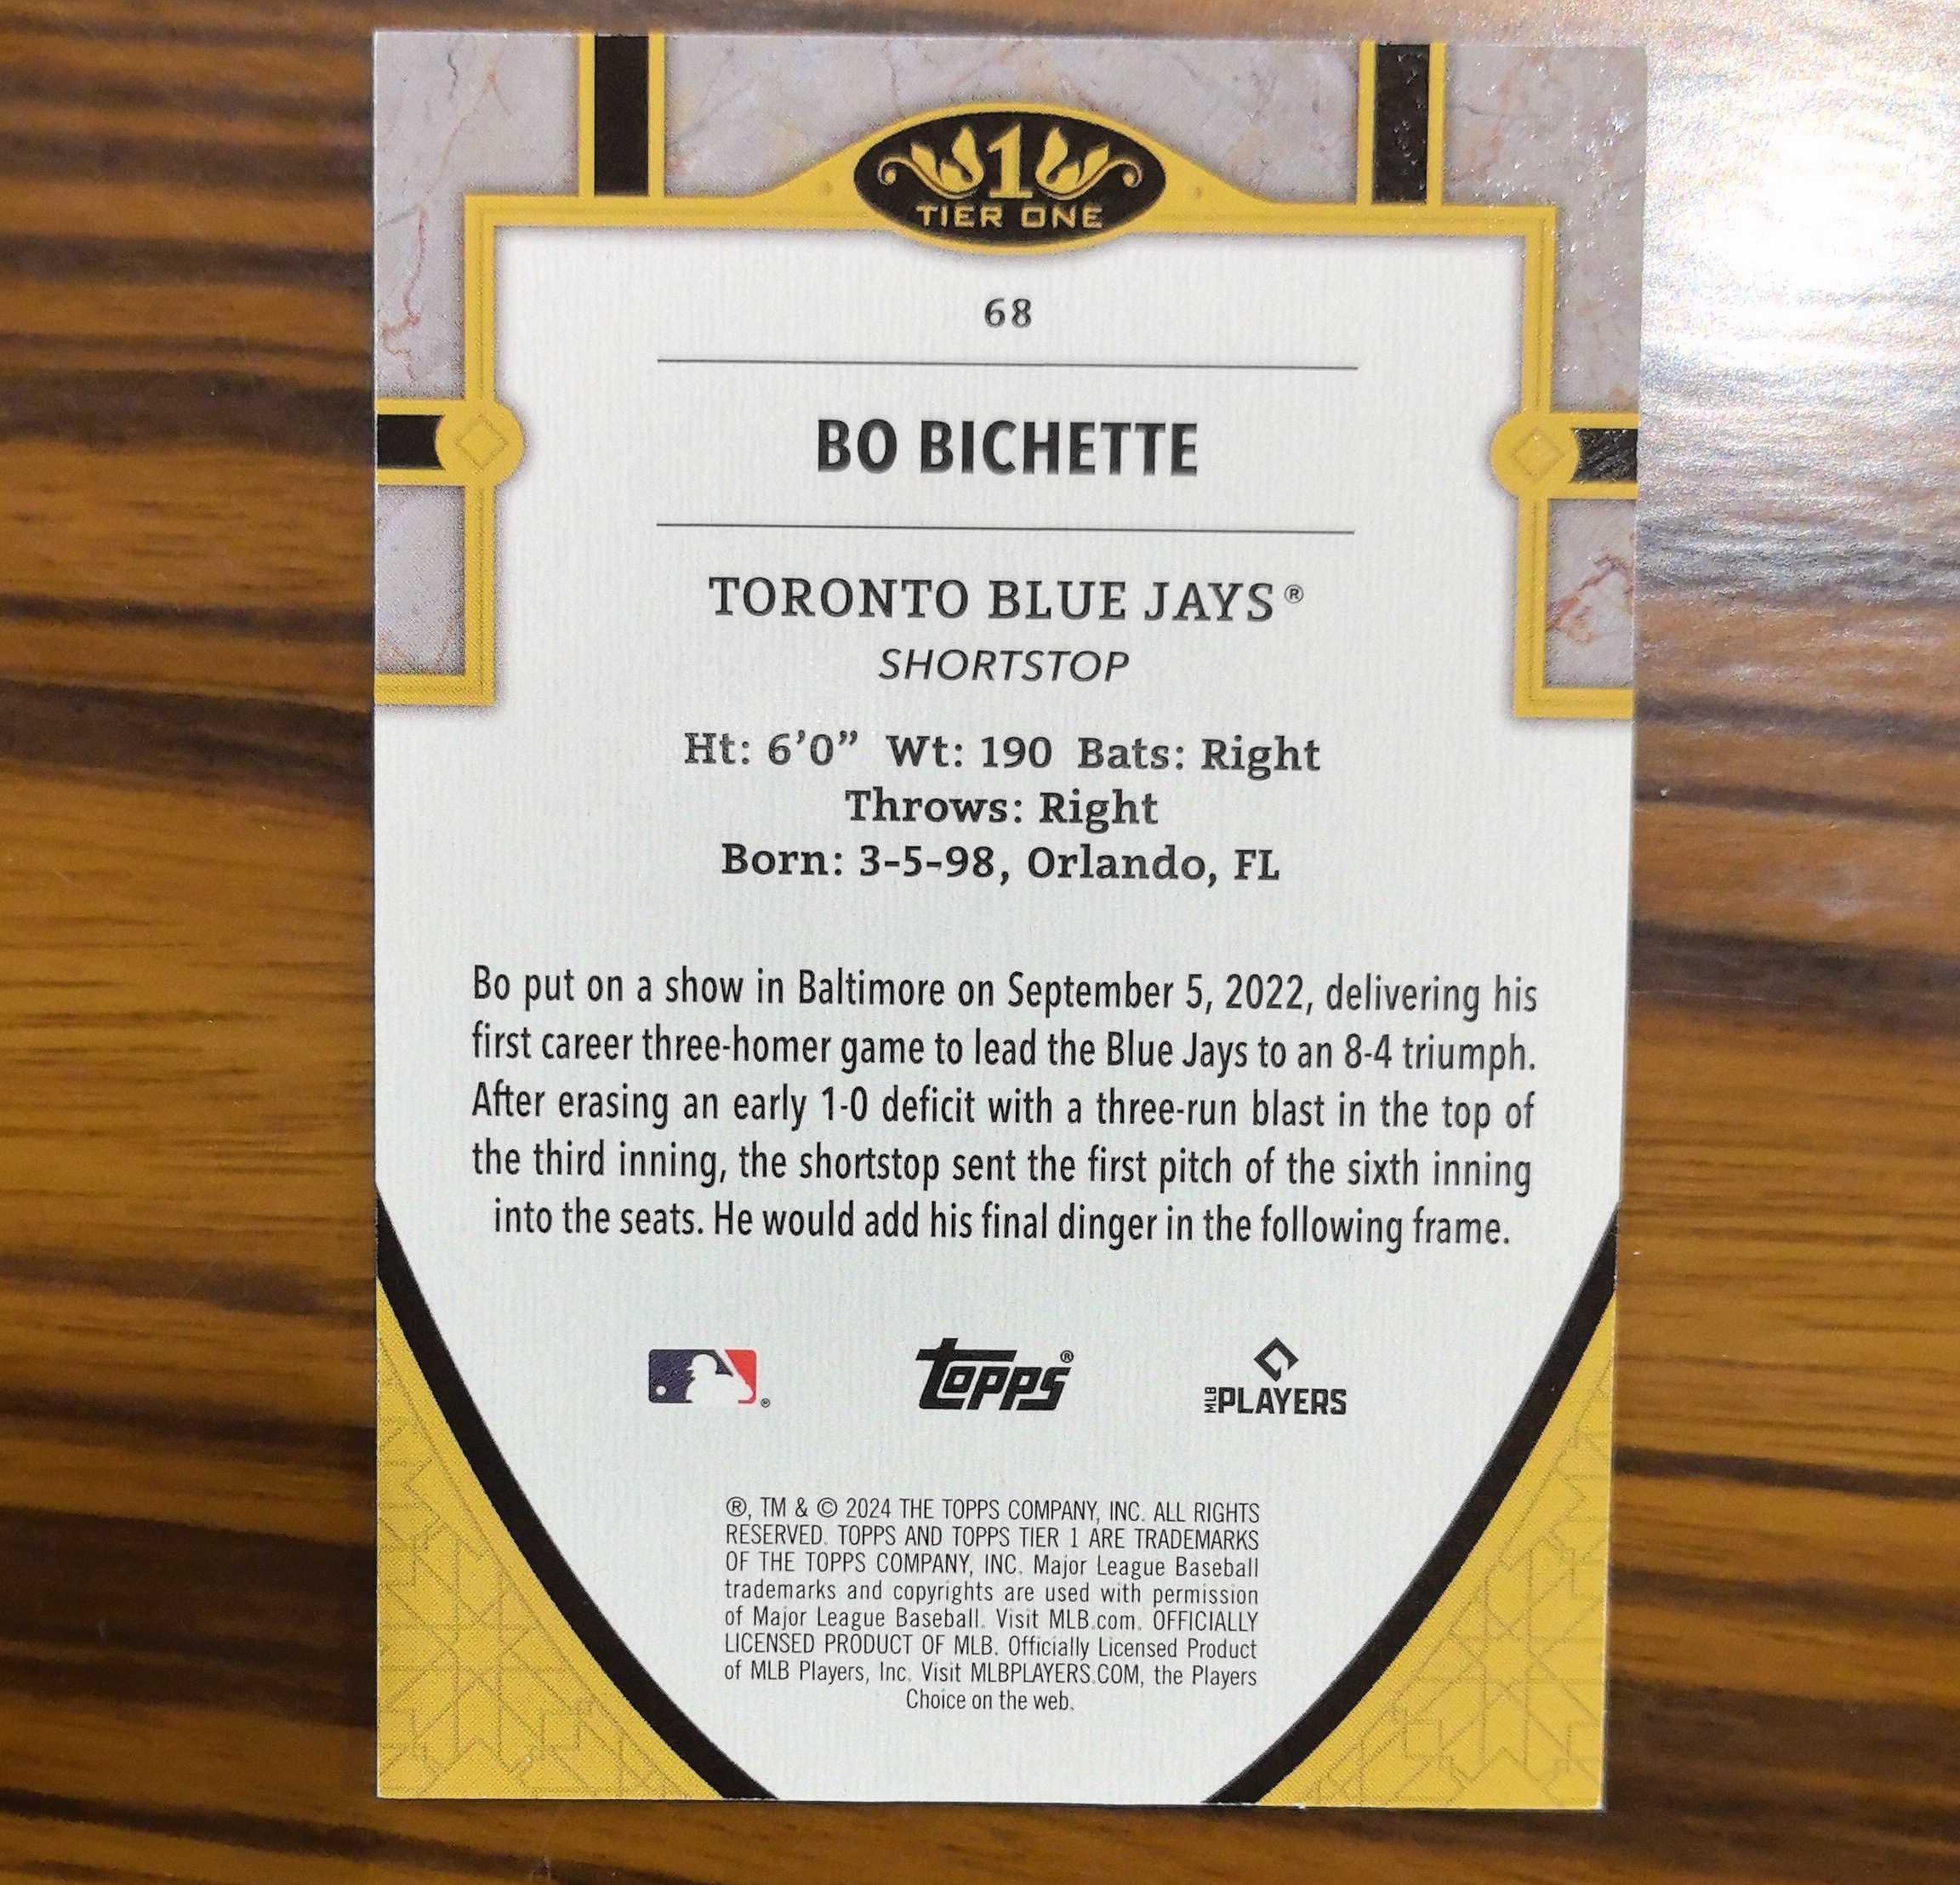 1
TIER ONE
68
BO BICHETTE
TORONTO BLUE JAYS®
SHORTSTOP
Ht: 6’0” Wt: 190 Bats: Right
Throws: Right
Born: 3-5-98, Orlando, FL
Bo put on a show in Baltimore on September 5, 2022, delivering his
first career three-homer game to lead the Blue Jays to an 8-4 triumph.
After erasing an early 1-0 deficit with a three-run blast in the top of
the third inning, the shortstop sent the first pitch of the sixth inning
into the seats. He would add his final dinger in the following frame.
® Topps® MLB PLAYERS
®, TM & © 2024 THE TOPPS COMPANY, INC. ALL RIGHTS
RESERVED. TOPPS AND TOPPS TIER 1 ARE TRADEMARKS
OF THE TOPPS COMPANY, INC. Major League Baseball
trademarks and copyrights are used with permission
of Major League Baseball. Visit MLB.com. OFFICIALLY
LICENSED PRODUCT OF MLB. Officially Licensed Product
of MLB Players, Inc. Visit MLBPLAYERS.COM, the Players
Choice on the web.